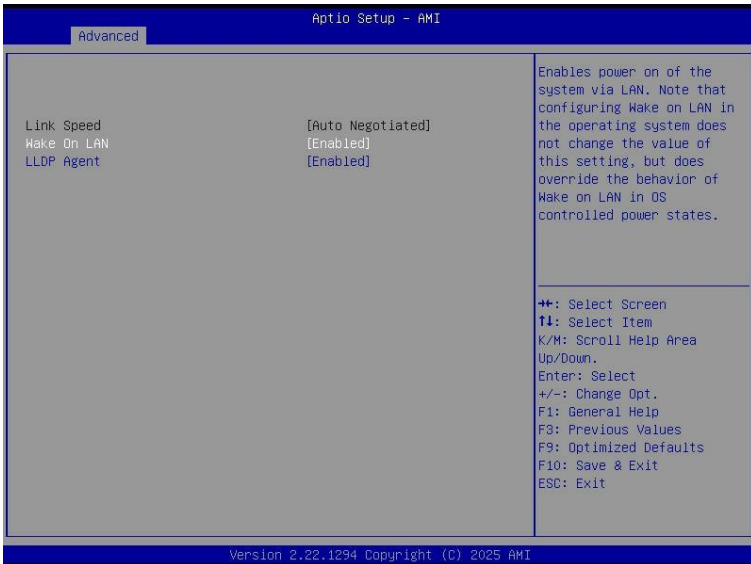 Aptio Setup – AMI
Advanced
Link Speed [Auto Negotiated]
Wake On LAN [Enabled]
LLDP Agent [Enabled]
Enables power on of the
system via LAN. Note that
configuring Wake on LAN in
the operating system does
not change the value of
this setting, but does
override the behavior of
Wake on LAN in OS
controlled power states.
→←: Select Screen
↑↓: Select Item
K/M: Scroll Help Area
Up/Down.
Enter: Select
+/-: Change Opt.
F1: General Help
F3: Previous Values
F9: Optimized Defaults
F10: Save & Exit
ESC: Exit
Version 2.22.1294 Copyright (C) 2025 AMI